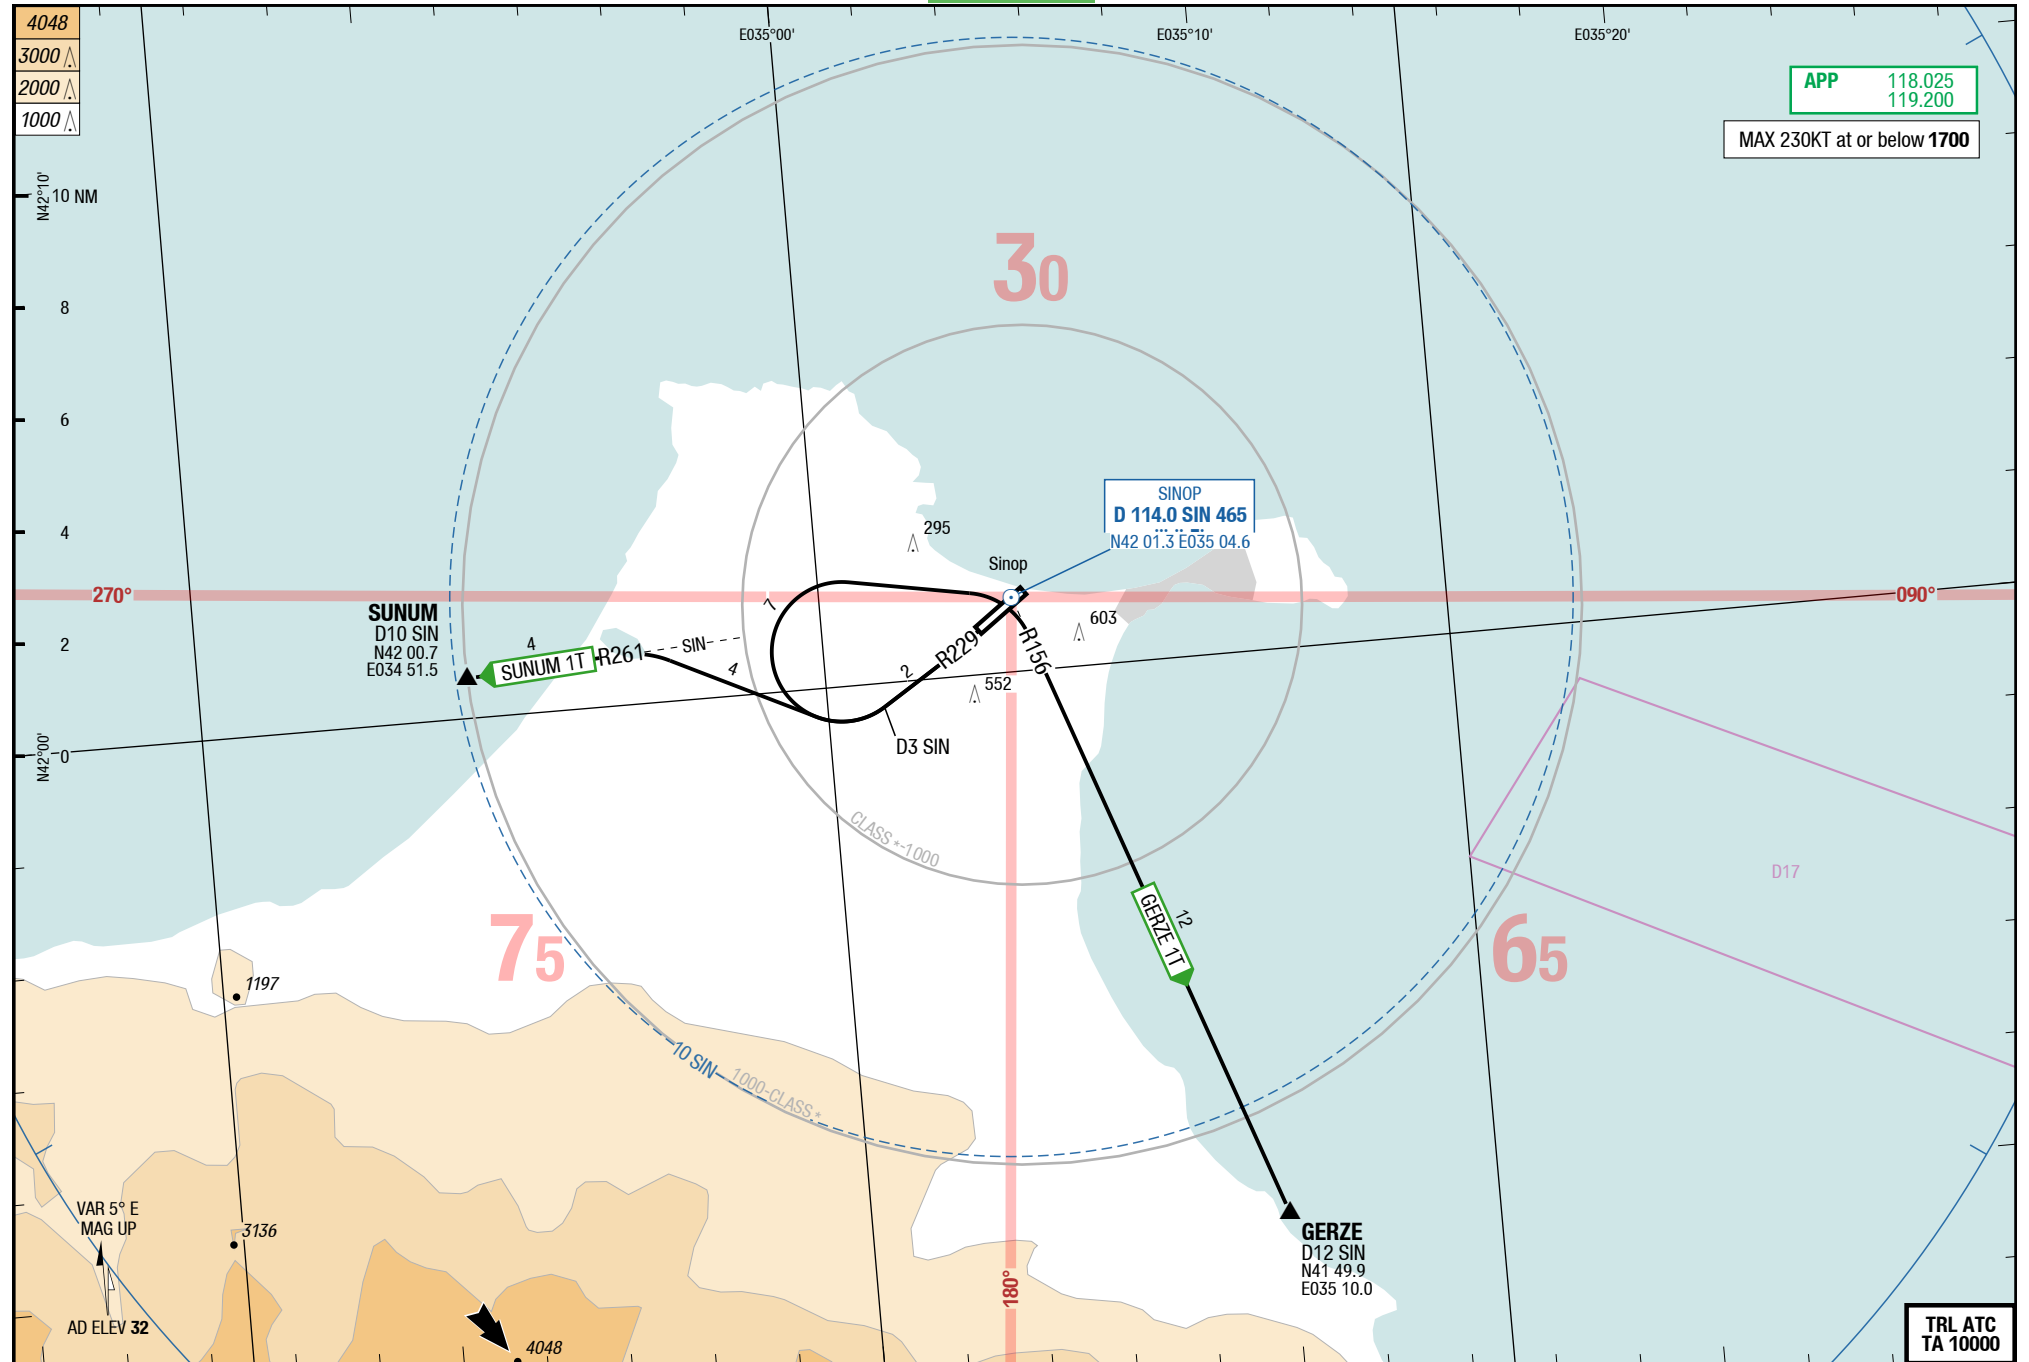 4048
3000
2000
1000
E035°00'
E035°10'
E035°20'
APP 118.025
119.200
MAX 230KT at or below 1700
N42°10'
10 NM
8
6
4
2
0
N42°00'
30
295
SINOP
D 114.0 SIN 465
N42 01.3 E035 04.6
Sinop
270°
090°
603
552
SUNUM
D10 SIN
N42 00.7
E034 51.5
4
SUNUM 1T
R261
SIN
7
4
2
R229
R156
D3 SIN
CLASS *-1000
D17
GERZE 1T
12
75
65
1197
10 SIN
1000-CLASS *
VAR 5° E
MAG UP
3136
AD ELEV 32
4048
180°
GERZE
D12 SIN
N41 49.9
E035 10.0
TRL ATC
TA 10000